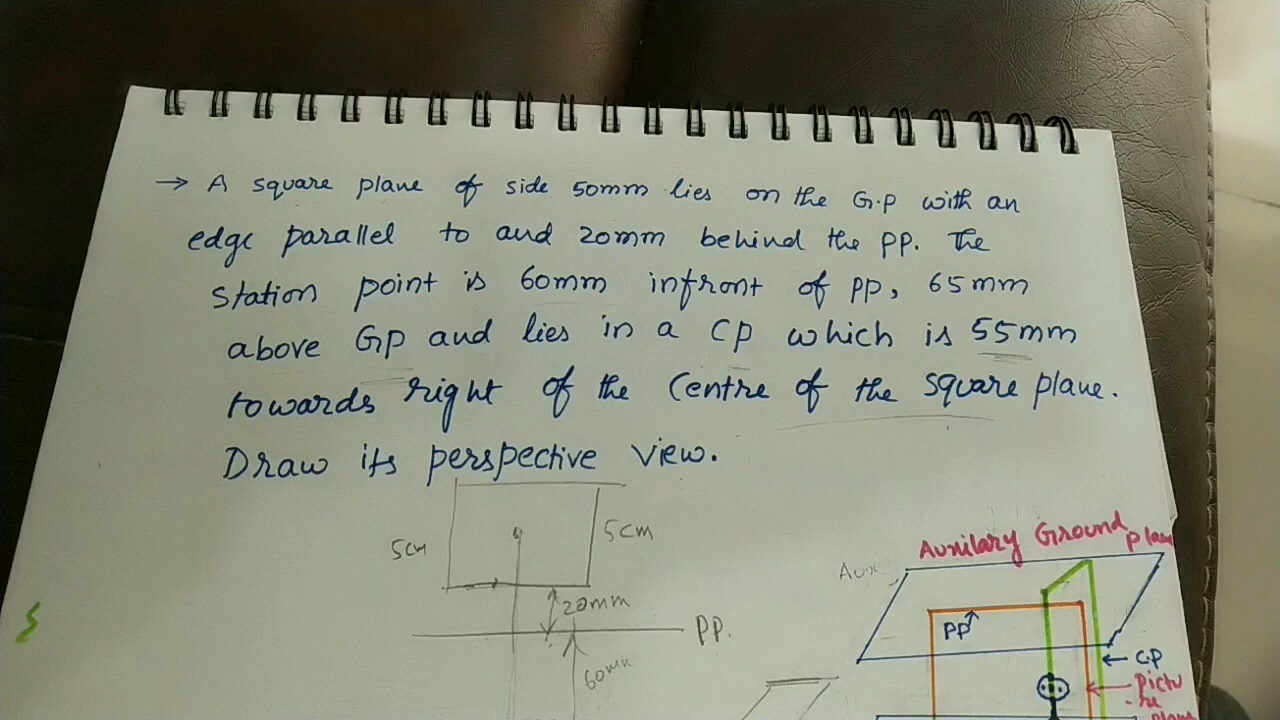 → A square plane of side 50mm lies on the G.P with an
edge parallel to and 20mm behind the PP. The
station point is 60mm infront of PP, 65mm
above GP and lies in a CP which is 55mm
towards right of the Centre of the square plane.
Draw its perspective view.
5cm
5cm
20mm
PP.
60mm
Auxilary Ground plane
Aux
PP
CP
Pictu
-re
plane